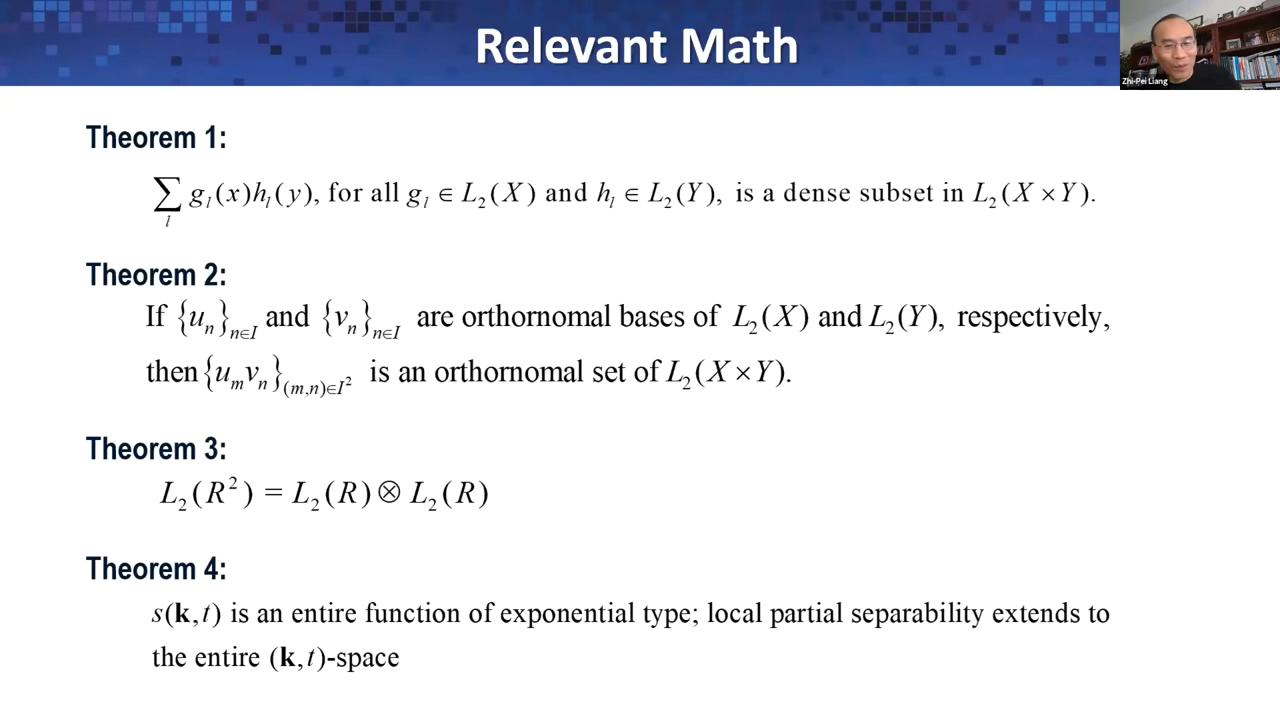 Relevant Math
Zhi-Pei Liang
Theorem 1:
∑_l g_l(x)h_l(y), for all g_l ∈ L_2(X) and h_l ∈ L_2(Y), is a dense subset in L_2(X × Y).
Theorem 2:
If {u_n}_{n∈I} and {v_n}_{n∈I} are orthornomal bases of L_2(X) and L_2(Y), respectively,
then {u_m v_n}_{(m,n)∈I^2} is an orthornomal set of L_2(X × Y).
Theorem 3:
L_2(R^2) = L_2(R) ⊗ L_2(R)
Theorem 4:
s(k,t) is an entire function of exponential type; local partial separability extends to
the entire (k,t)-space